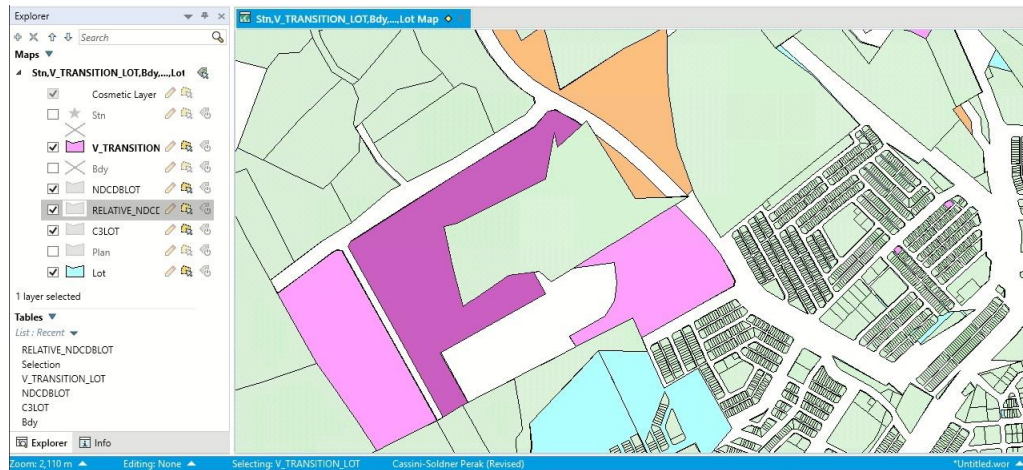 Explorer
Stn,V_TRANSITION_LOT,Bdy,...,Lot Map
Search
Maps
Stn,V_TRANSITION_LOT,Bdy,...,Lot
Cosmetic Layer
Stn
V_TRANSITION
Bdy
NDCDBLOT
RELATIVE_NDCE
C3LOT
Plan
Lot
1 layer selected
Tables
List: Recent
RELATIVE_NDCDBLOT
Selection
V_TRANSITION_LOT
NDCDBLOT
C3LOT
Bdy
Explorer Info
Zoom: 2,110 m Editing: None Selecting: V_TRANSITION_LOT Cassini-Soldner Perak (Revised) *Untitled.wor